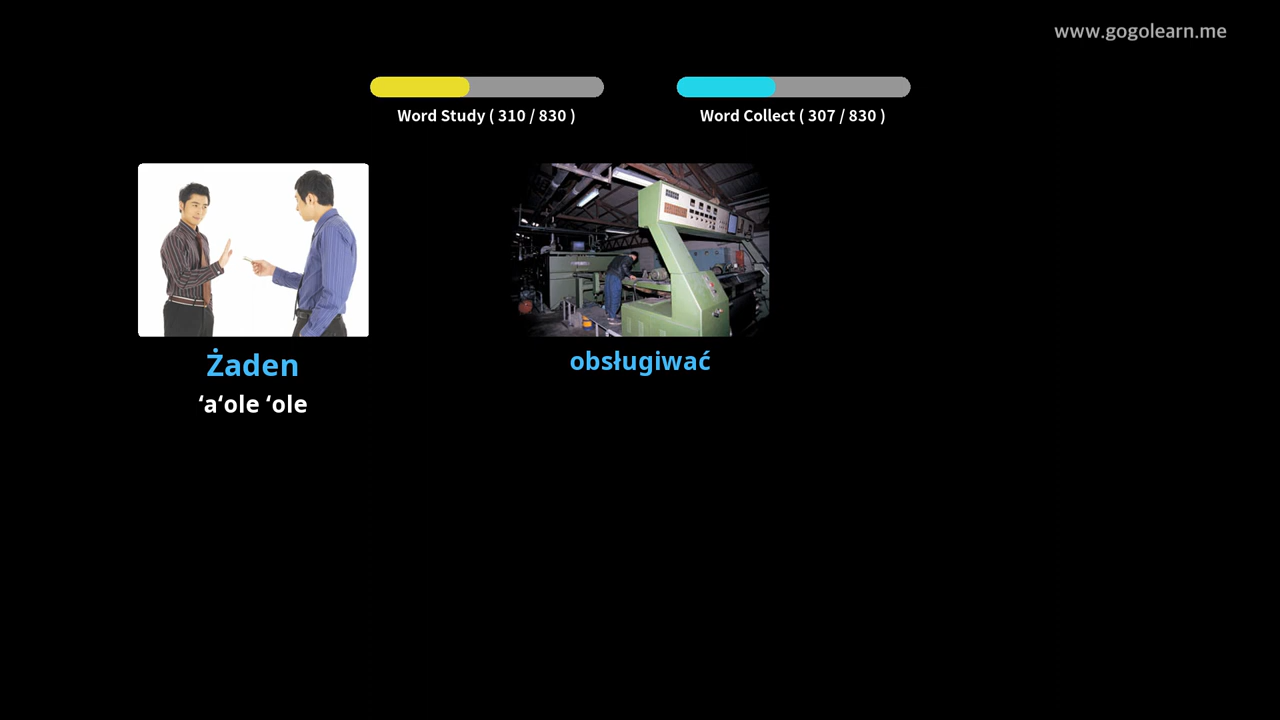 www.gogolearn.me
Word Study ( 310 / 830 )
Word Collect ( 307 / 830 )
Żaden
ʻaʻole ʻole
obsługiwać